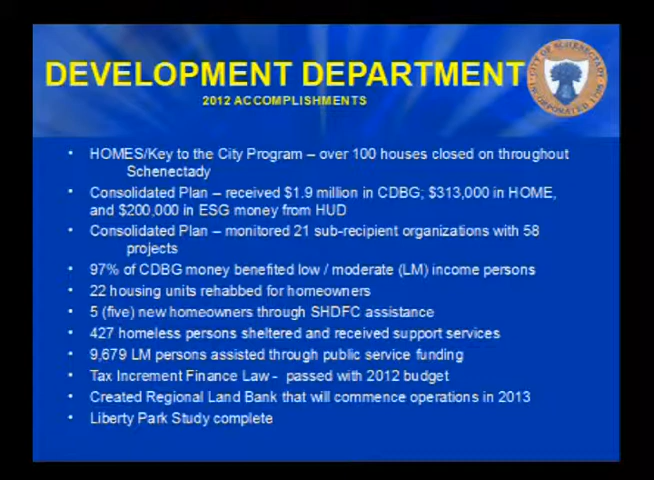 DEVELOPMENT DEPARTMENT
2012 ACCOMPLISHMENTS
CITY OF SCHENECTADY
INCORPORATED 1798
• HOMES/Key to the City Program – over 100 houses closed on throughout
Schenectady
• Consolidated Plan – received $1.9 million in CDBG; $313,000 in HOME,
and $200,000 in ESG money from HUD
• Consolidated Plan – monitored 21 sub-recipient organizations with 58
projects
• 97% of CDBG money benefited low / moderate (LM) income persons
• 22 housing units rehabbed for homeowners
• 5 (five) new homeowners through SHDFC assistance
• 427 homeless persons sheltered and received support services
• 9,679 LM persons assisted through public service funding
• Tax Increment Finance Law - passed with 2012 budget
• Created Regional Land Bank that will commence operations in 2013
• Liberty Park Study complete